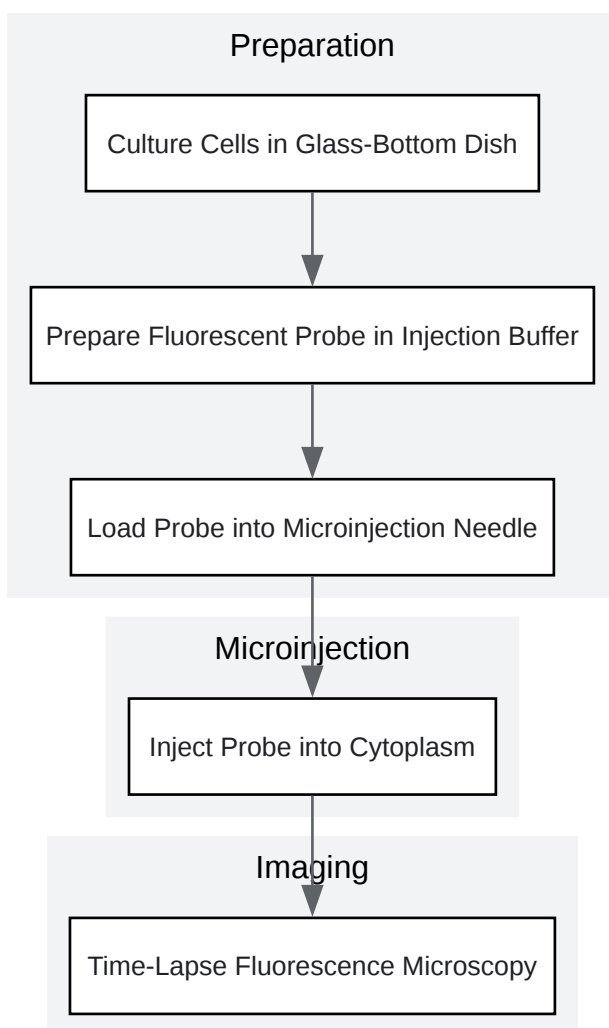 Preparation
Culture Cells in Glass-Bottom Dish
Prepare Fluorescent Probe in Injection Buffer
Load Probe into Microinjection Needle
Microinjection
Inject Probe into Cytoplasm
Imaging
Time-Lapse Fluorescence Microscopy